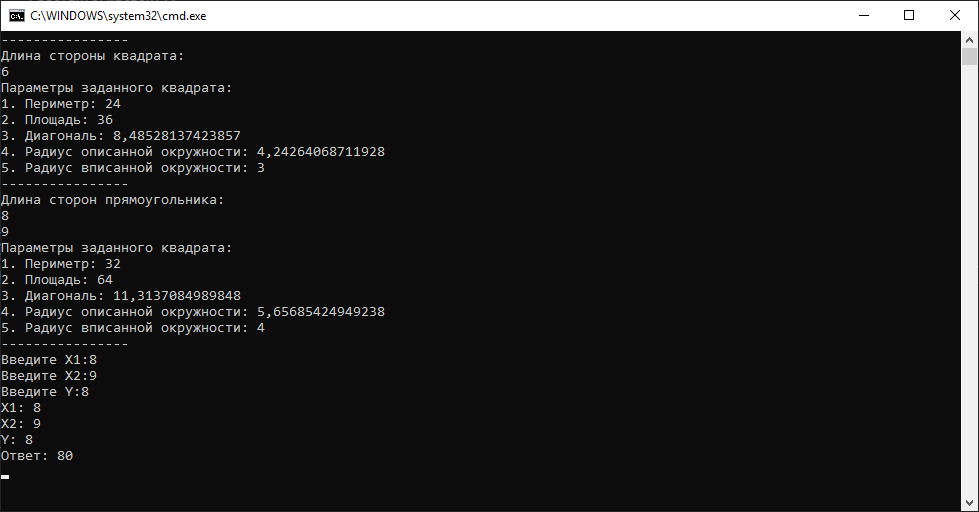 C:\WINDOWS\system32\cmd.exe
----------------
Длина стороны квадрата:
6
Параметры заданного квадрата:
1. Периметр: 24
2. Площадь: 36
3. Диагональ: 8,48528137423857
4. Радиус описанной окружности: 4,24264068711928
5. Радиус вписанной окружности: 3
----------------
Длина сторон прямоугольника:
8
9
Параметры заданного квадрата:
1. Периметр: 32
2. Площадь: 64
3. Диагональ: 11,3137084989848
4. Радиус описанной окружности: 5,65685424949238
5. Радиус вписанной окружности: 4
----------------
Введите X1:8
Введите X2:9
Введите Y:8
X1: 8
X2: 9
Y: 8
Ответ: 80